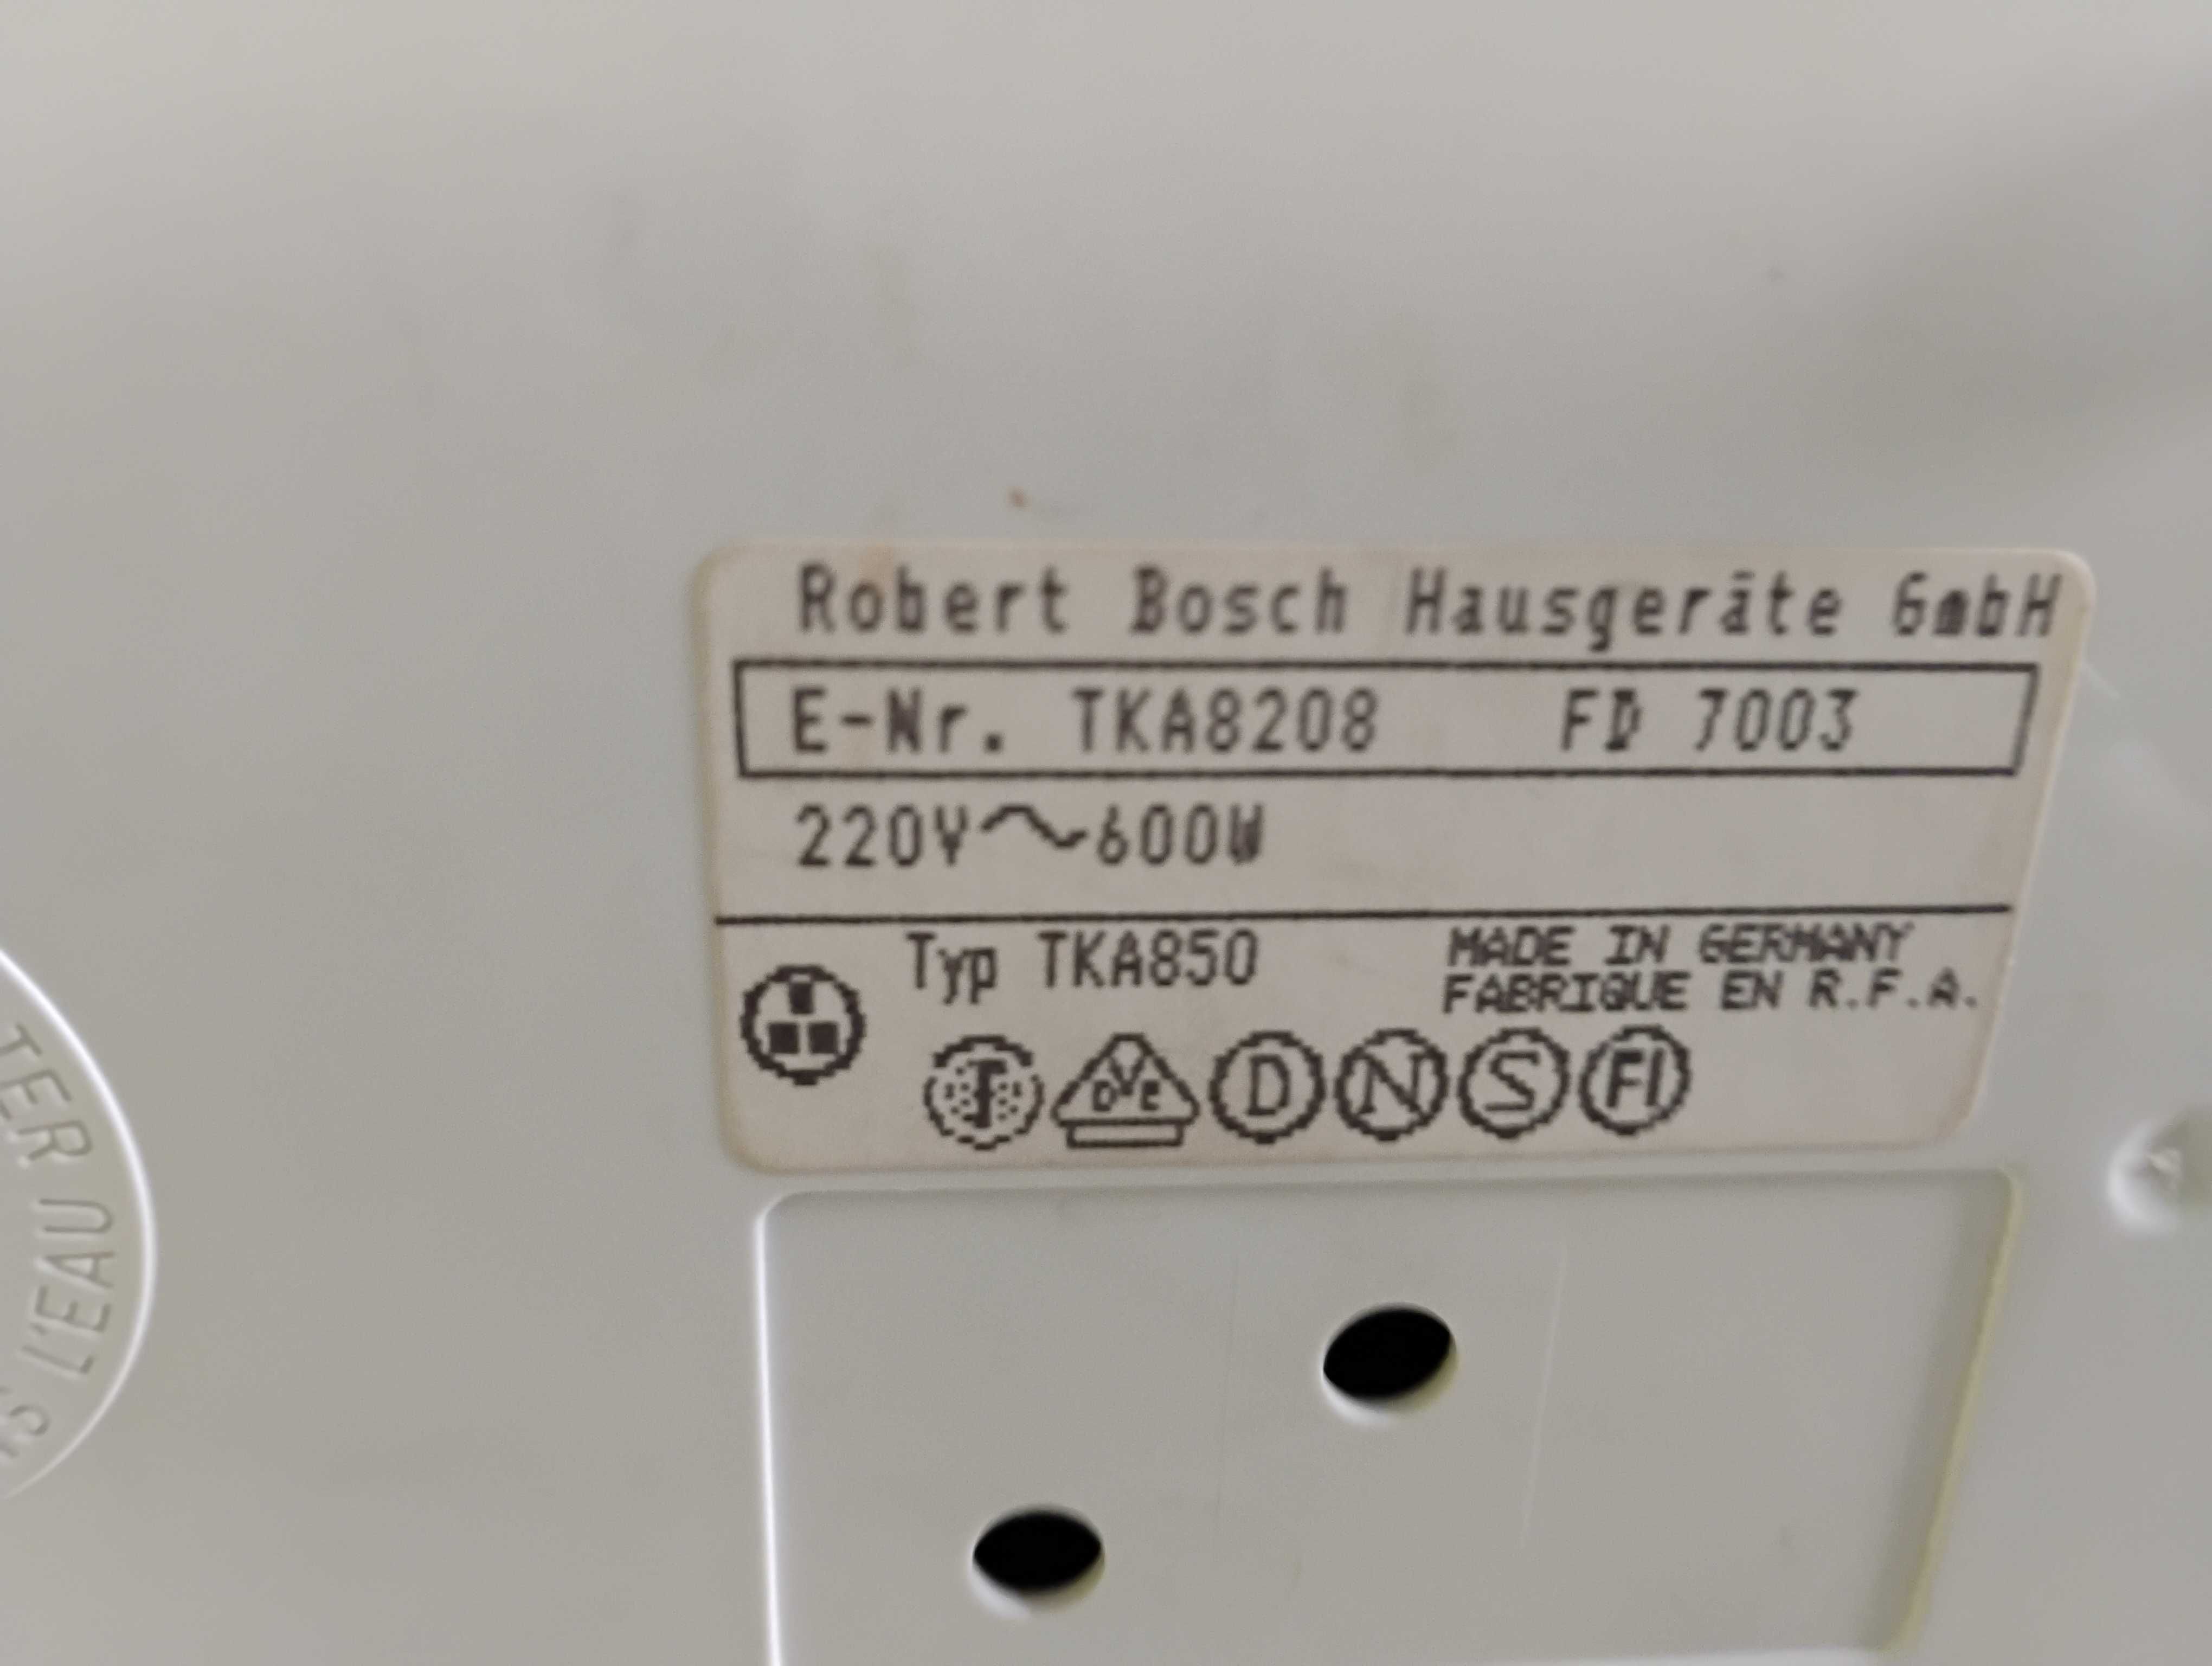 Robert Bosch Hausgeräte GmbH
E-Nr. TKA8208 FD 7003
220V~600W
Typ TKA850
MADE IN GERMANY
FABRIQUE EN R.F.A.
DVE
D
N
S
FI
L'EAU